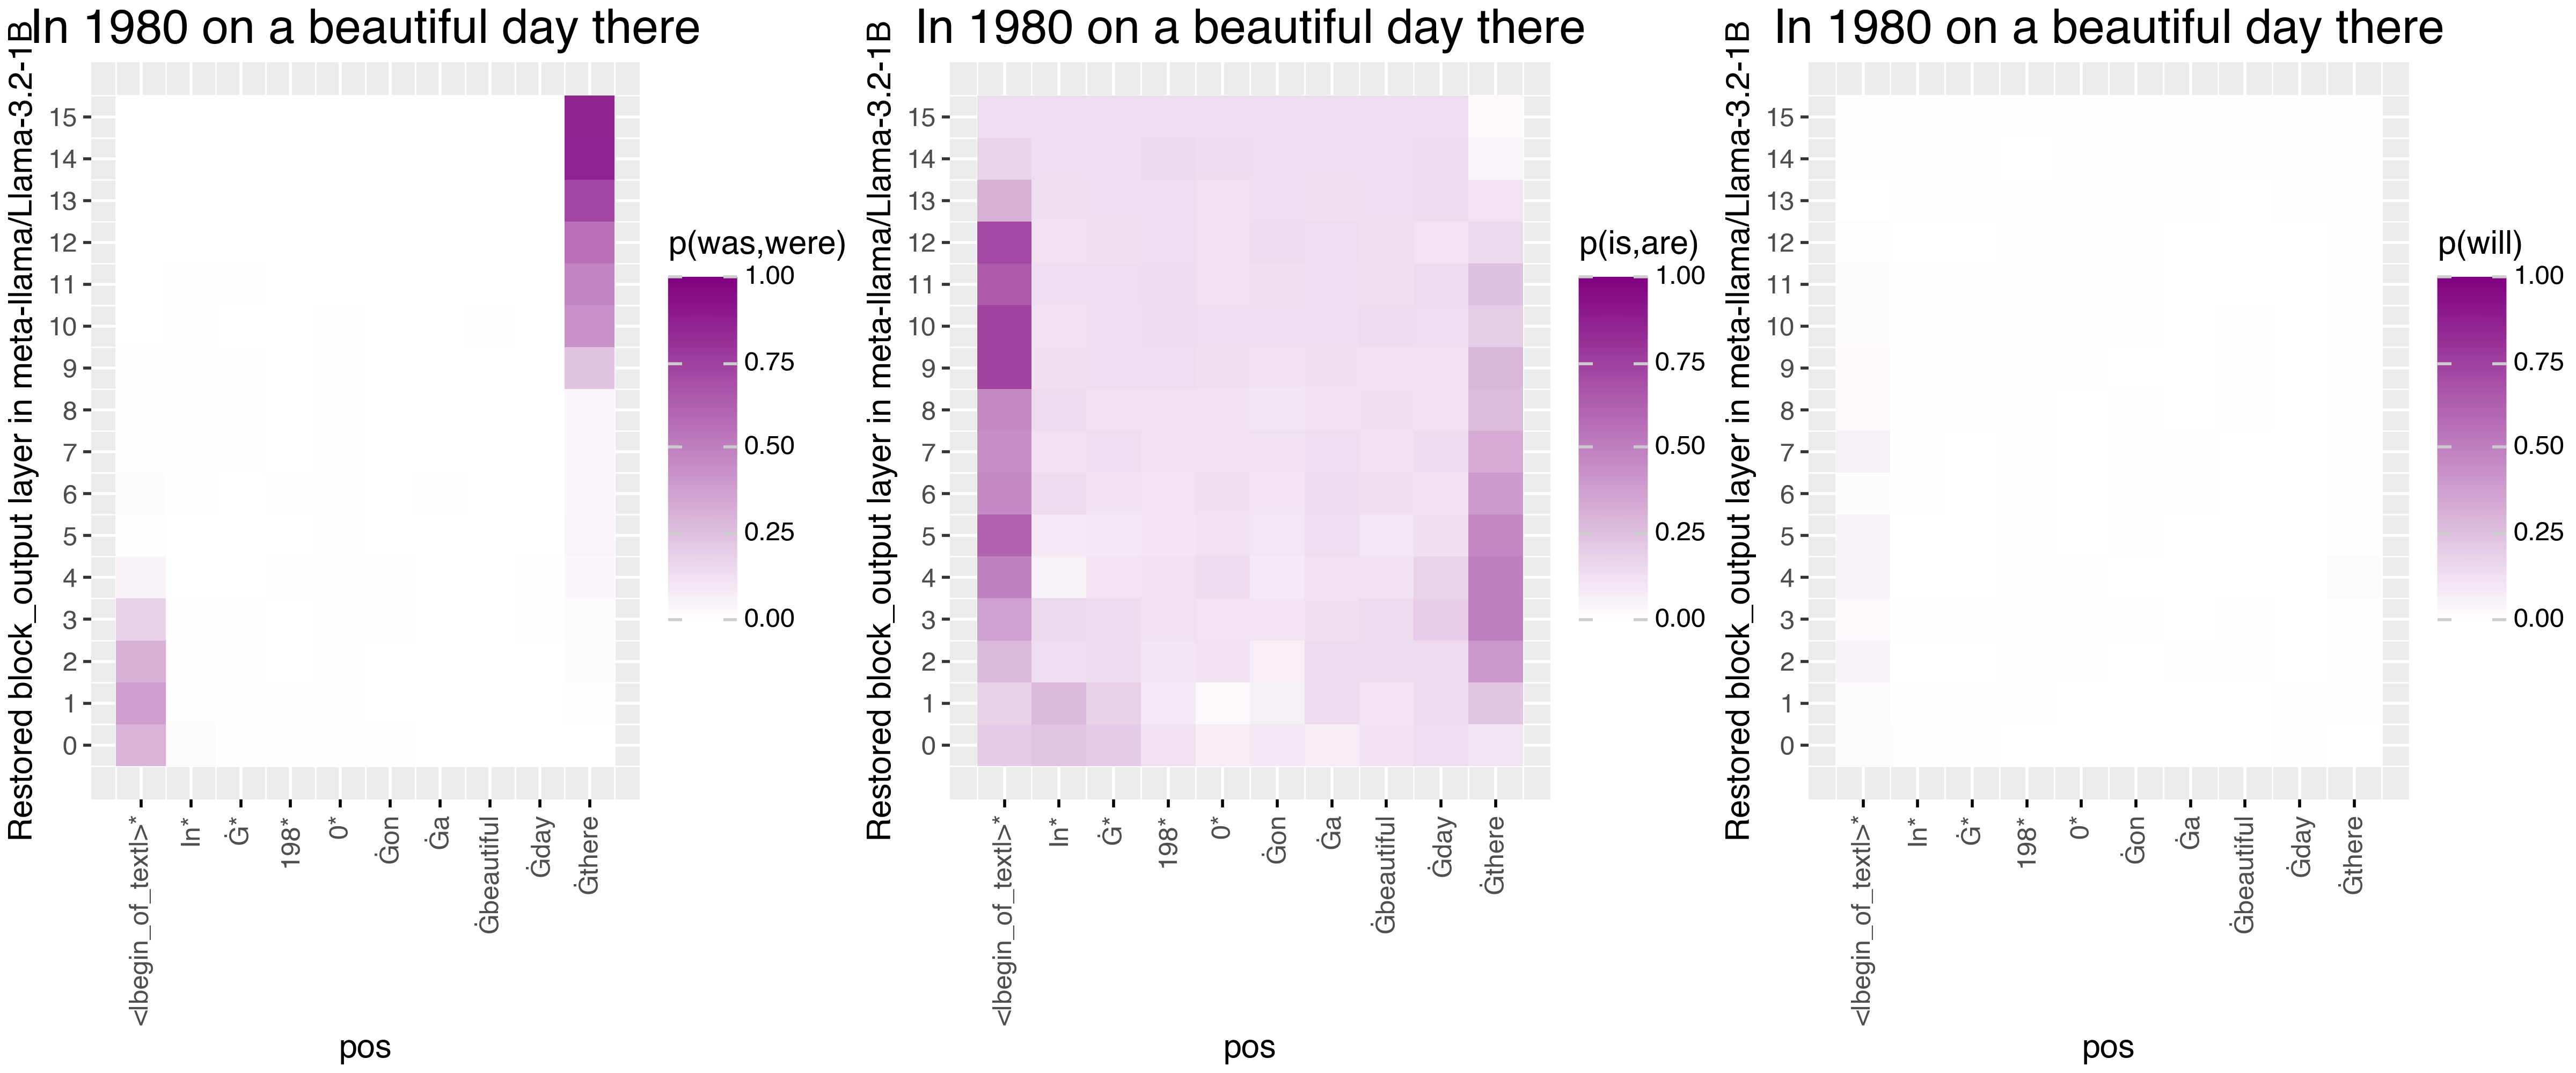 In 1980 on a beautiful day there
Restored block_output layer in meta-llama/Llama-3.2-1B
15
14
13
12
11
10
9
8
7
6
5
4
3
2
1
0
<|begin_of_text|>*
In*
Ġ*
198*
0*
Ġon
Ġa
Ġbeautiful
Ġday
Ġthere
pos
p(was,were)
1.00
0.75
0.50
0.25
0.00
In 1980 on a beautiful day there
Restored block_output layer in meta-llama/Llama-3.2-1B
15
14
13
12
11
10
9
8
7
6
5
4
3
2
1
0
<|begin_of_text|>*
In*
Ġ*
198*
0*
Ġon
Ġa
Ġbeautiful
Ġday
Ġthere
pos
p(is,are)
1.00
0.75
0.50
0.25
0.00
In 1980 on a beautiful day there
Restored block_output layer in meta-llama/Llama-3.2-1B
15
14
13
12
11
10
9
8
7
6
5
4
3
2
1
0
<|begin_of_text|>*
In*
Ġ*
198*
0*
Ġon
Ġa
Ġbeautiful
Ġday
Ġthere
pos
p(will)
1.00
0.75
0.50
0.25
0.00